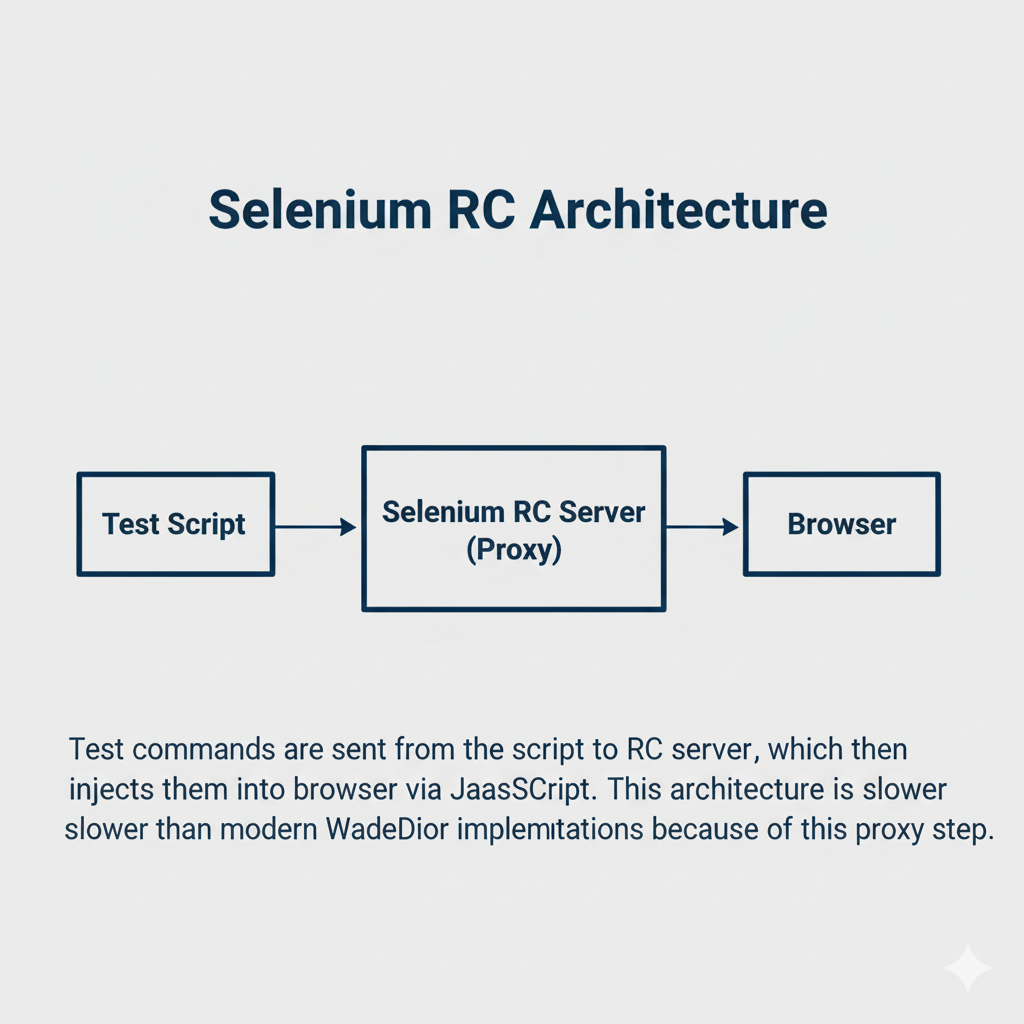 Selenium RC Architecture
Test Script
Selenium RC Server
(Proxy)
Browser
Test commands are sent from the script to RC server, which then
injects them into browser via JaasSCript. This architecture is slower
slower than modern WadeDior implemıtations because of this proxy step.